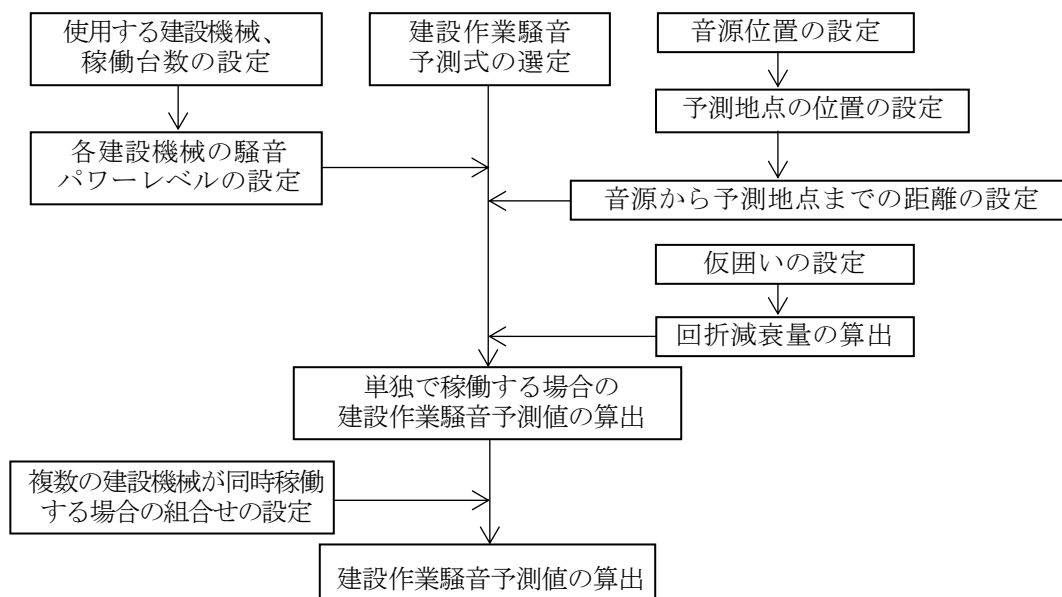 使用する建設機械、
稼働台数の設定
建設作業騒音
予測式の選定
音源位置の設定
予測地点の位置の設定
各建設機械の騒音
パワーレベルの設定
音源から予測地点までの距離の設定
仮囲いの設定
回折減衰量の算出
単独で稼働する場合の
建設作業騒音予測値の算出
複数の建設機械が同時稼働
する場合の組合せの設定
建設作業騒音予測値の算出